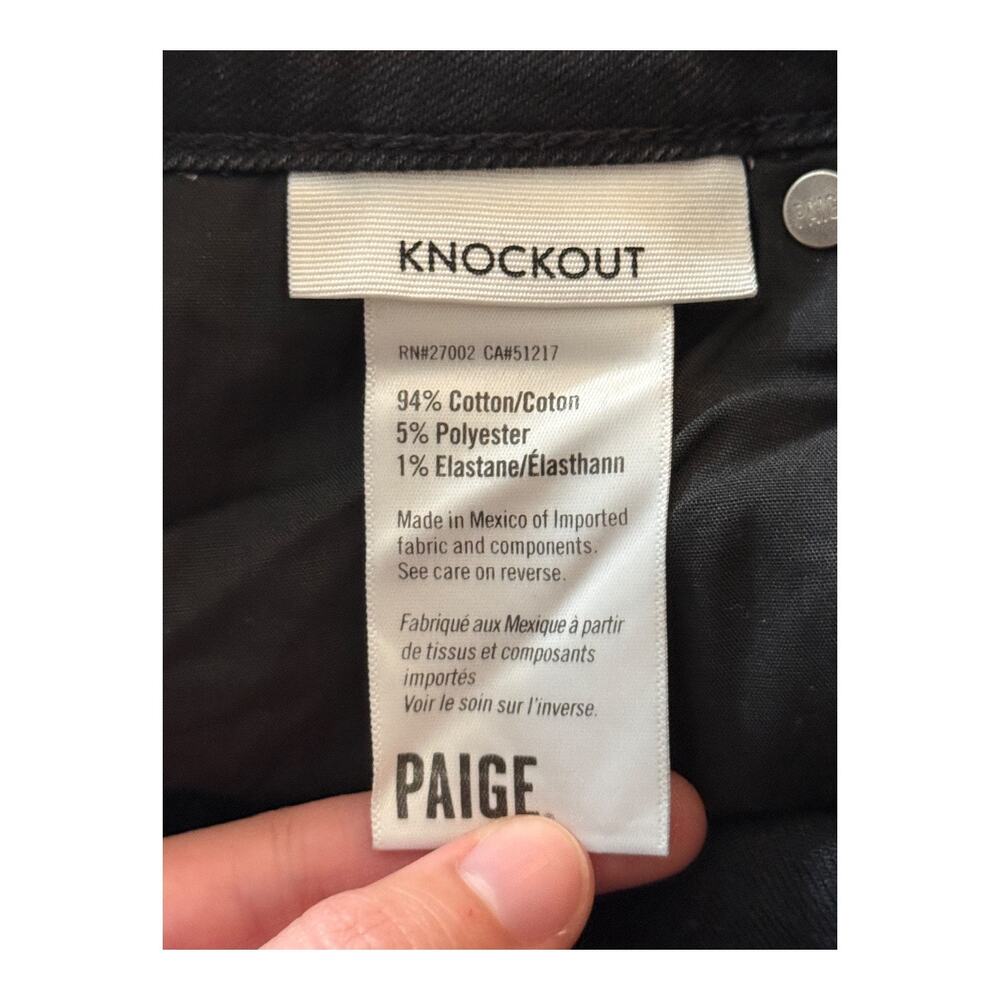 KNOCKOUT
PAIG
RN#27002 CA#51217
94% Cotton/Coton
5% Polyester
1% Elastane/Élasthann
Made in Mexico of Imported
fabric and components.
See care on reverse.
Fabriqué aux Mexique à partir
de tissus et composants
importés
Voir le soin sur l'inverse.
PAIGE.